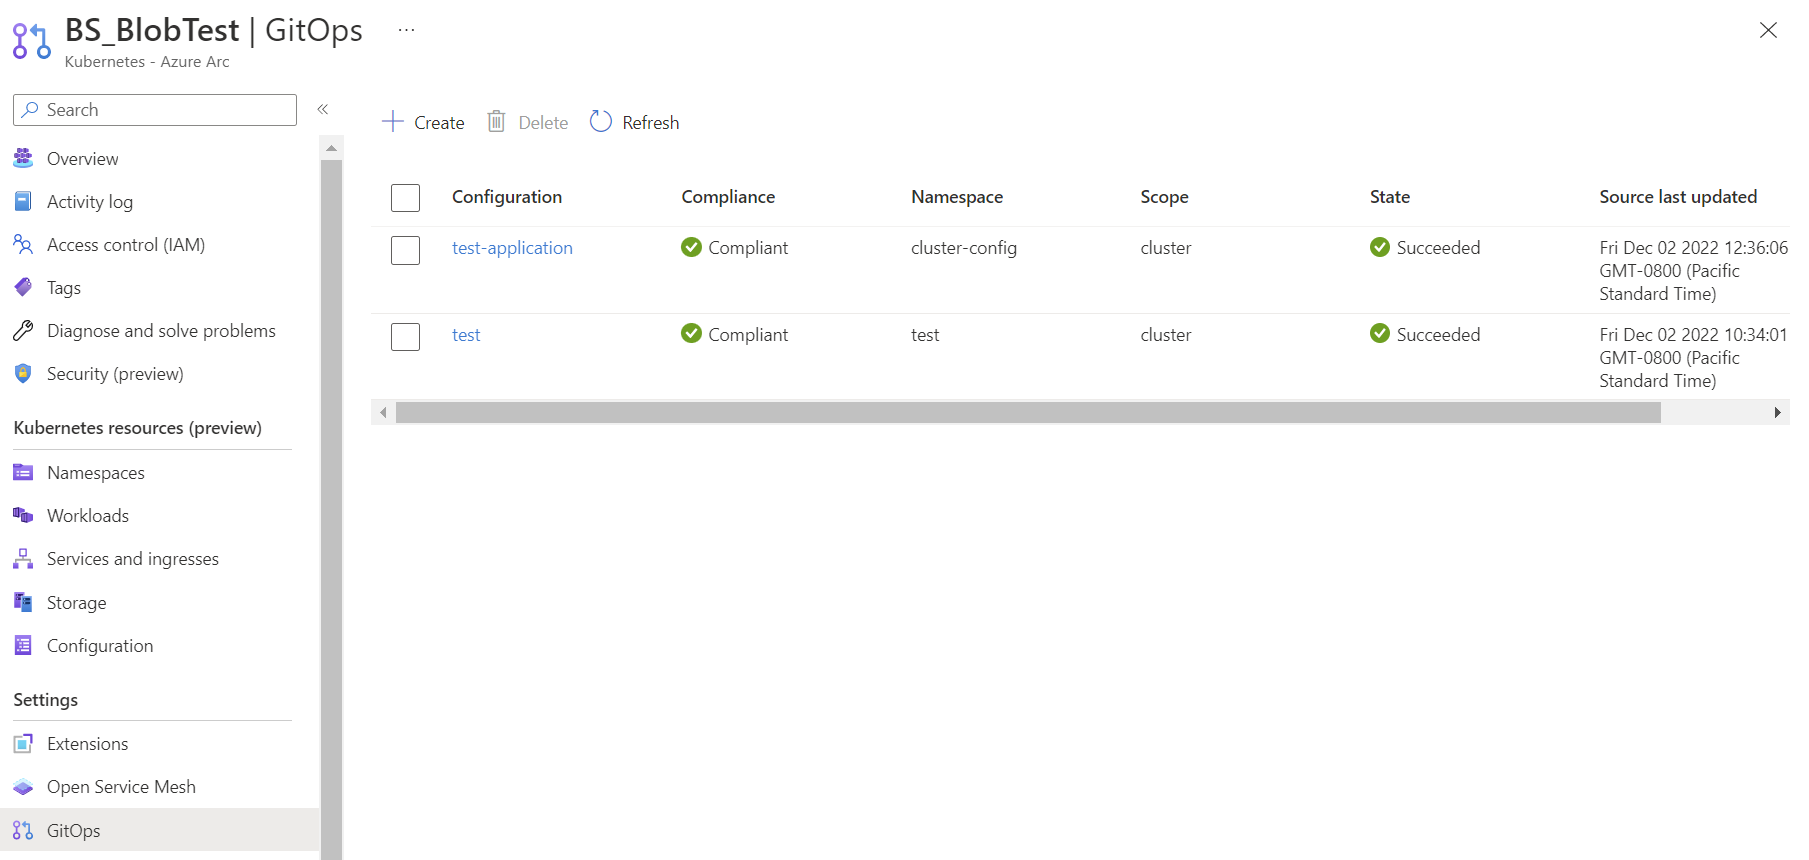 BS_BlobTest | GitOps ...
Kubernetes - Azure Arc
Search «
Overview
Activity log
Access control (IAM)
Tags
Diagnose and solve problems
Security (preview)
Kubernetes resources (preview)
Namespaces
Workloads
Services and ingresses
Storage
Configuration
Settings
Extensions
Open Service Mesh
GitOps
Create Delete Refresh
Configuration Compliance Namespace Scope State Source last updated
test-application Compliant cluster-config cluster Succeeded Fri Dec 02 2022 12:36:06
GMT-0800 (Pacific
Standard Time)
test Compliant test cluster Succeeded Fri Dec 02 2022 10:34:01
GMT-0800 (Pacific
Standard Time)